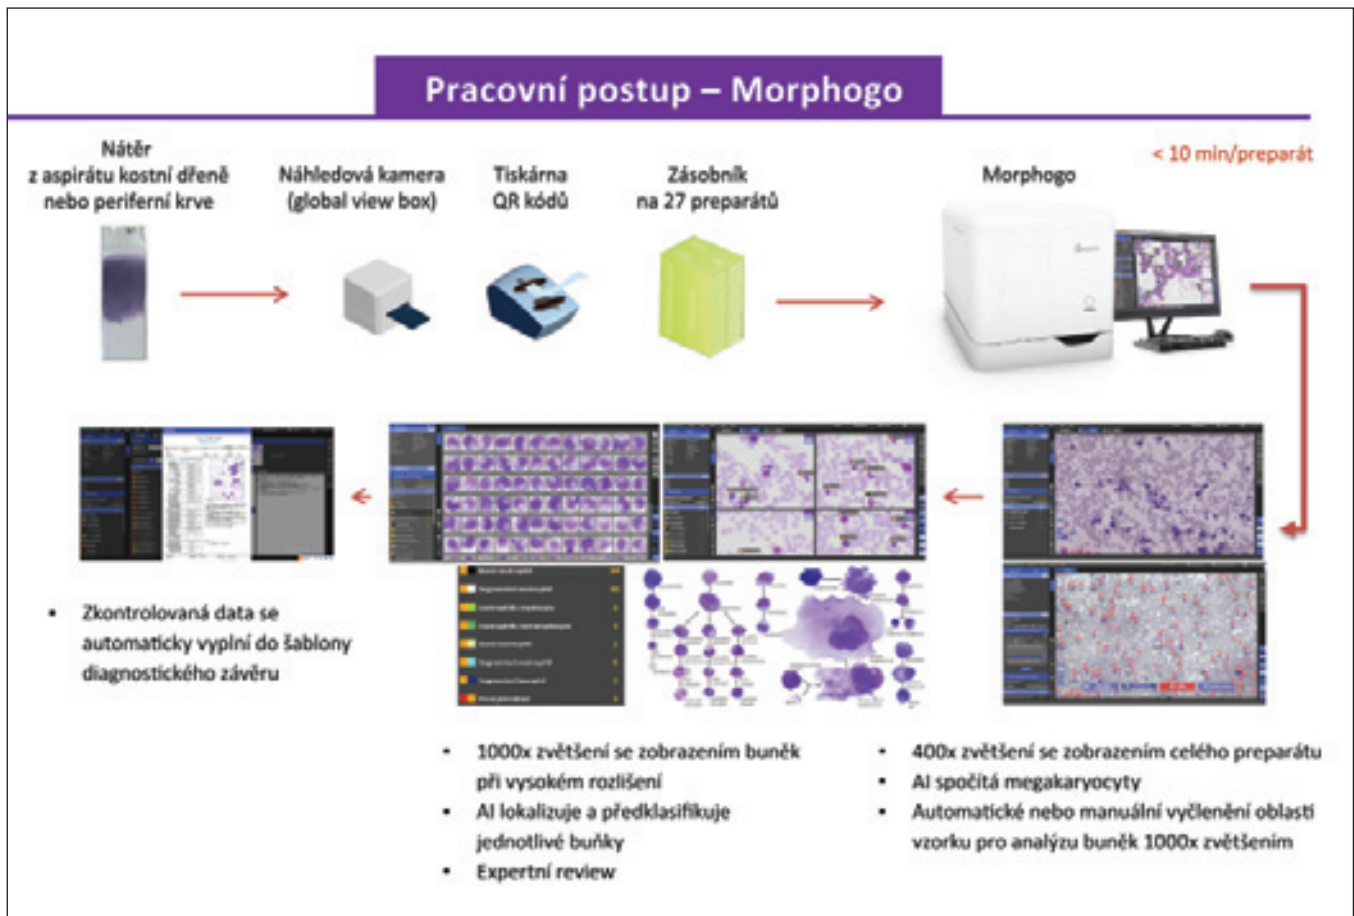 Pracovní postup – Morphogo
Nátěr
z aspirátu kostní dřeně
nebo periferní krve
Náhledová kamera
(global view box)
Tiskárna
QR kódů
Zásobník
na 27 preparátů
Morphogo
< 10 min/preparát
▪ Zkontrolovaná data se
automaticky vyplní do šablony
diagnostického závěru
▪ 1000x zvětšení se zobrazením buněk
při vysokém rozlišení
▪ AI lokalizuje a předklasifikuje
jednotlivé buňky
▪ Expertní review
▪ 400x zvětšení se zobrazením celého preparátu
▪ AI spočítá megakaryocyty
▪ Automatické nebo manuální vyčlenění oblasti
vzorku pro analýzu buněk 1000x zvětšením